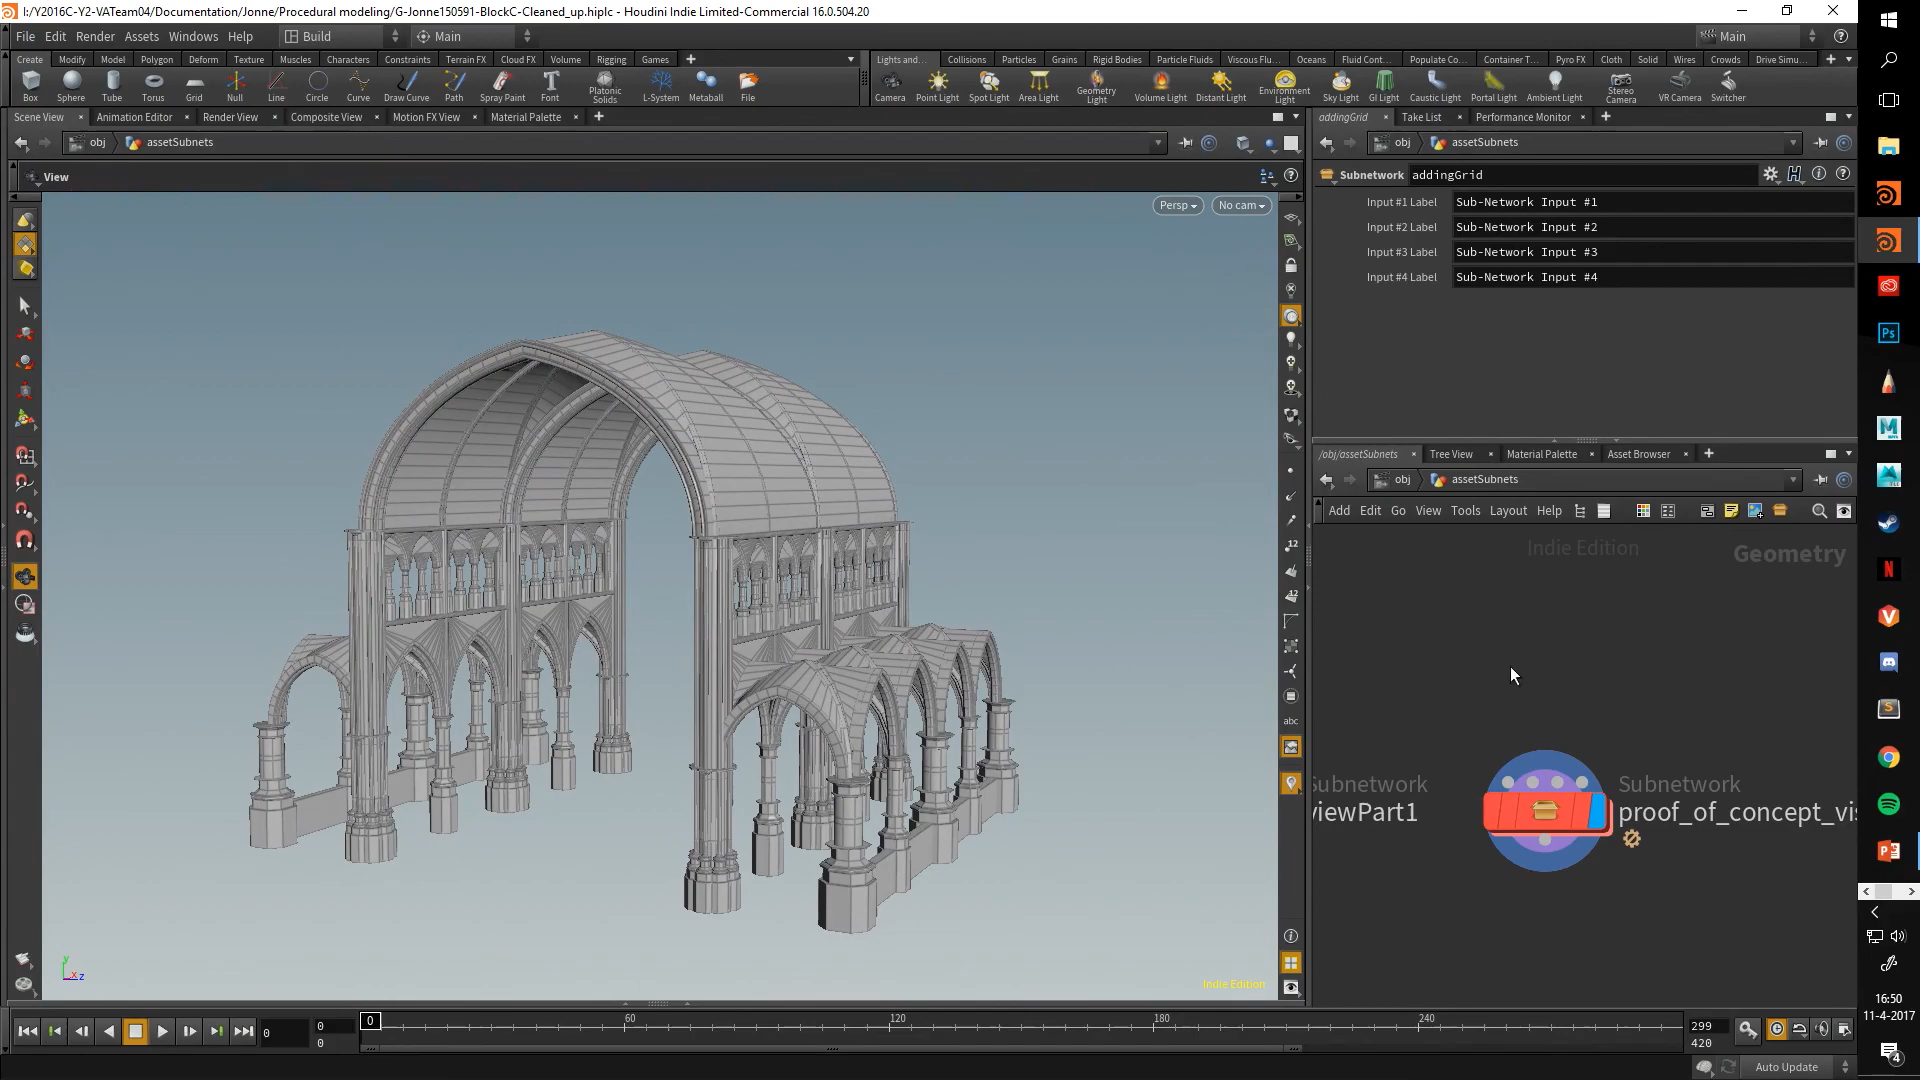 I:/Y2016C-Y2-VATeam04/Documentation/Jonne/Procedural modeling/G-Jonne150591-BlockC-Cleaned_up.hiplc - Houdini Indie Limited-Commercial 16.0.504.20
File Edit Render Assets Windows Help Build Main Main
Create Modify Model Polygon Deform Texture Muscles Characters Constraints Terrain FX Cloud FX Volume Rigging Games
Lights and... Collisions Particles Grains Rigid Bodies Particle Fluids Viscous Flu... Oceans Fluid Cont... Populate Co... Container T... Pyro FX Cloth Solid Wires Crowds Drive Simu...
Box Sphere Tube Torus Grid Null Line Circle Curve Draw Curve Path Spray Paint Font Platonic Solids L-System Metaball File
Camera Point Light Spot Light Area Light Geometry Light Volume Light Distant Light Environment Light Sky Light GI Light Caustic Light Portal Light Ambient Light Stereo Camera VR Camera Switcher
Scene View Animation Editor Render View Composite View Motion FX View Material Palette
addingGrid Take List Performance Monitor
obj assetSubnets
obj assetSubnets
View
Subnetwork addingGrid
Persp No cam
Input #1 Label Sub-Network Input #1
Input #2 Label Sub-Network Input #2
Input #3 Label Sub-Network Input #3
Input #4 Label Sub-Network Input #4
/obj/assetSubnets Tree View Material Palette Asset Browser
obj assetSubnets
Add Edit Go View Tools Layout Help
Indie Edition Geometry
12
12
abc
Subnetwork
viewPart1
Subnetwork
proof_of_concept_vis
y
x z
Indie Edition
0 0 0 0 60 120 180 240 299
0 420
Auto Update
Ps
M
N
V
S
P
16:50
11-4-2017
4